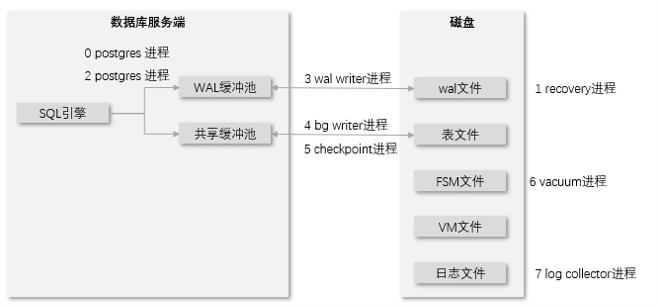 数据库服务端
磁盘
0 postgres 进程
2 postgres 进程
SQL引擎
WAL缓冲池
共享缓冲池
3 wal writer进程
4 bg writer进程
5 checkpoint进程
wal文件
表文件
FSM文件
VM文件
日志文件
1 recovery进程
6 vacuum进程
7 log collector进程